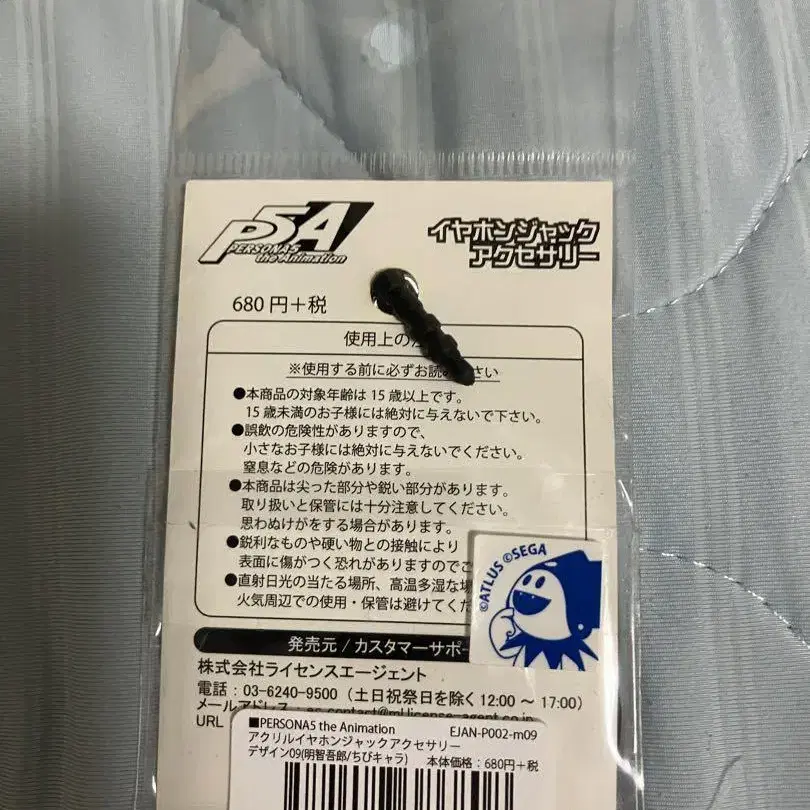 P5A
PERSONA5
the Animation
イヤホンジャック
アクセサリー
680円+税
使用上の
※使用する前に必ずお読 さい
●本商品の対象年齢は15歳以上です。
15歳未満のお子様には絶対に与えないで下さい。
●誤飲の危険性がありますので、
小さなお子様には絶対に与えないでください。
窒息などの危険があります。
●本商品は尖った部分や鋭い部分があります。
取り扱いと保管には十分注意してください。
思わぬけがをする場合があります。
●鋭利なものや硬い物との接触により
表面に傷がつく恐れがありますのでご
●直射日光の当たる場所、高温多湿な場
火気周辺での使用・保管は避けてくだ
©ATLUS ©SEGA
発売元/カスタマーサポー
株式会社ライセンスエージェント
電話:03-6240-9500(土日祝祭日を除く12:00~17:00)
メールアドレス
URL
■PERSONA5 the Animation EJAN-P002-m09
アクリルイヤホンジャックアクセサリー
デザイン09(明智吾郎/ちびキャラ) 本体価格:680円+税